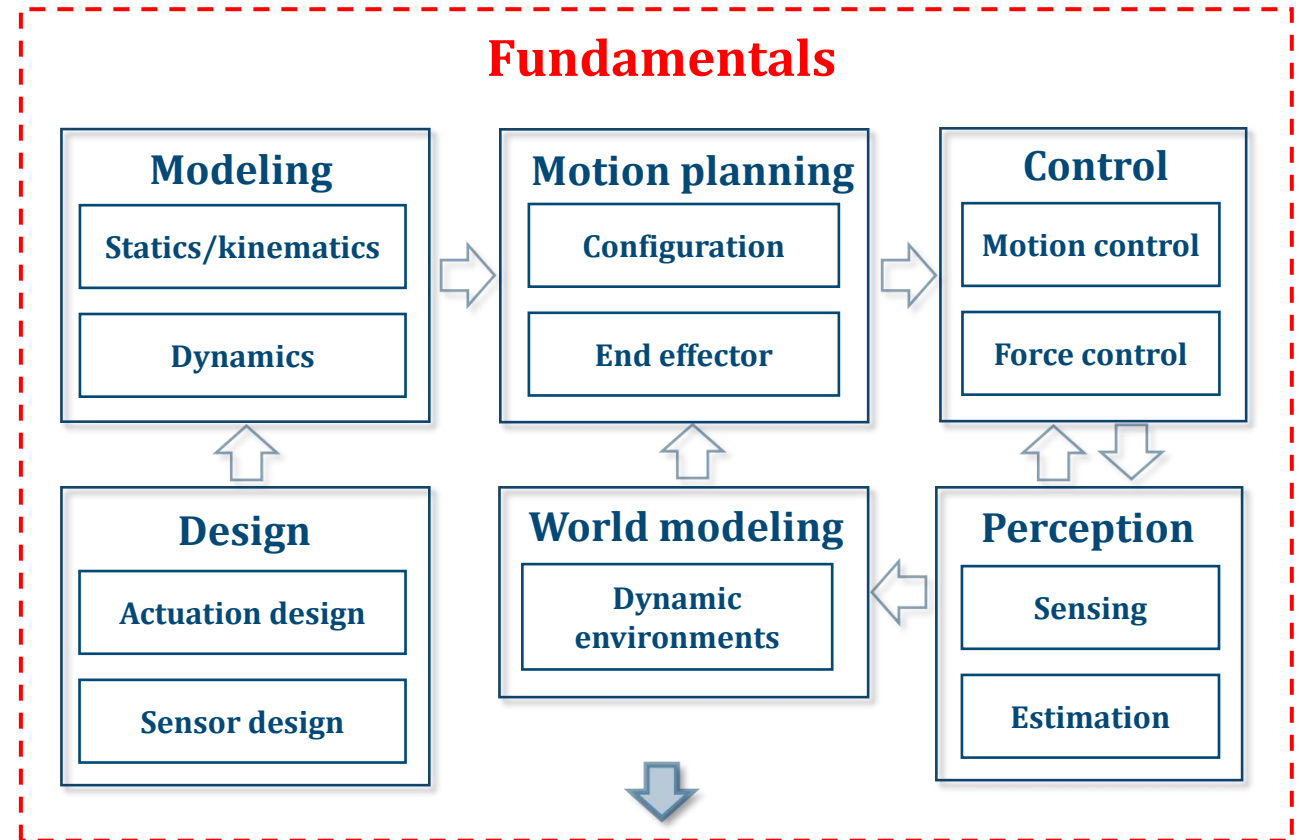 Fundamentals
Modeling
Statics/kinematics
Dynamics
Motion planning
Configuration
End effector
Control
Motion control
Force control
Design
Actuation design
Sensor design
World modeling
Dynamic
environments
Perception
Sensing
Estimation